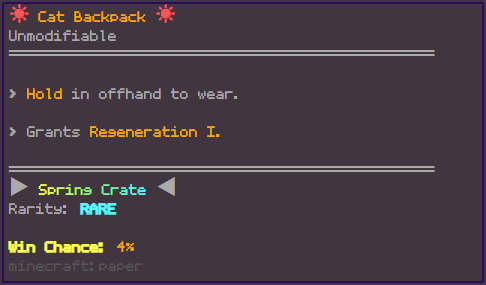 ☀ Cat Backpack ☀
Unmodifiable
> Hold in offhand to wear.
> Grants Regeneration I.
▶ Spring Crate ◀
Rarity: RARE
Win Chance: 4%
minecraft:paper